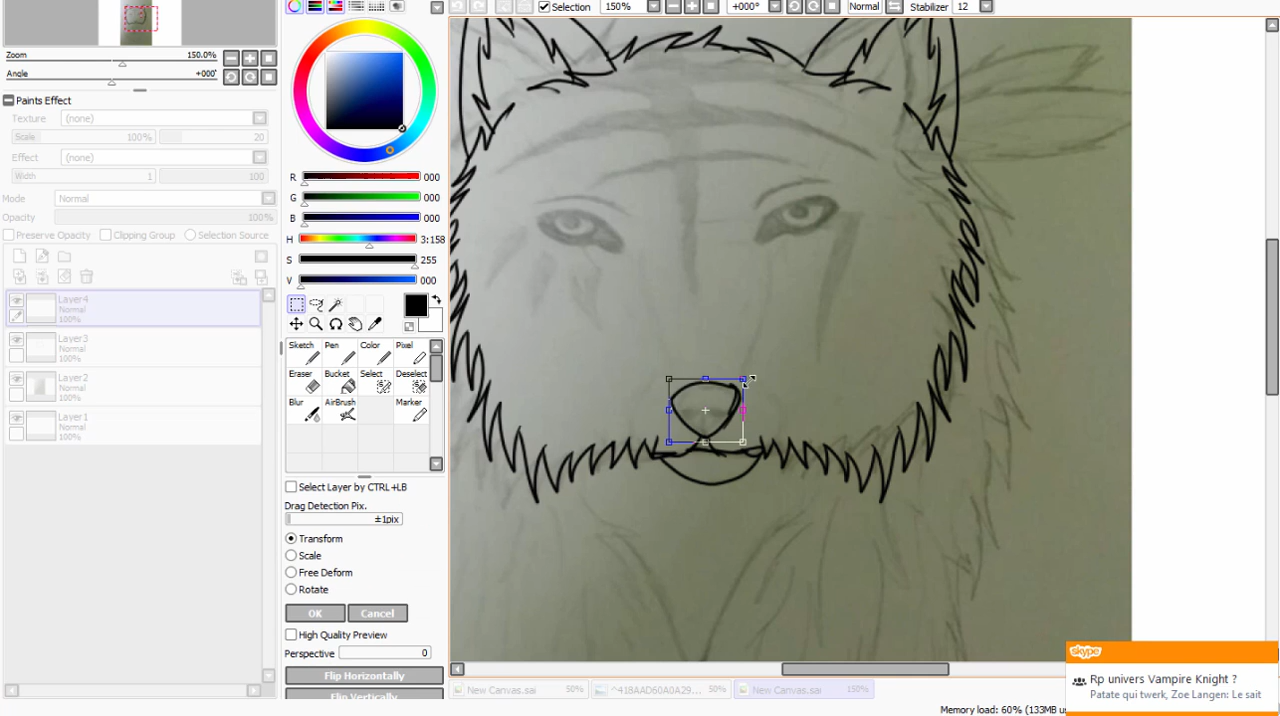 Selection 150% +000° Normal Stabilizer 12
Zoom 150.0%
Angle +000°
Paints Effect
Texture (none)
Scale 100% 20
Effect (none)
Width 1 100
Mode Normal
Opacity 100%
Preserve Opacity Clipping Group Selection Source
Layer4
Normal
100%
Layer3
Normal
100%
Layer2
Normal
100%
Layer1
Normal
100%
R 000
G 000
B 000
H 3:158
S 255
V 000
Sketch Pen Color Pixel
Eraser Bucket Select Deselect
Blur AirBrush Marker
Select Layer by CTRL+LB
Drag Detection Pix.
±1pix
Transform
Scale
Free Deform
Rotate
OK Cancel
High Quality Preview
Perspective 0
Flip Horizontally
Flip Vertically
New Canvas.sai 50% ^41BAAD60A0A29... 50% New Canvas.sai 150%
Memory load: 60% (133MB us
skype
Rp univers Vampire Knight ?
Patate qui twerk, Zoe Langen: Le sait